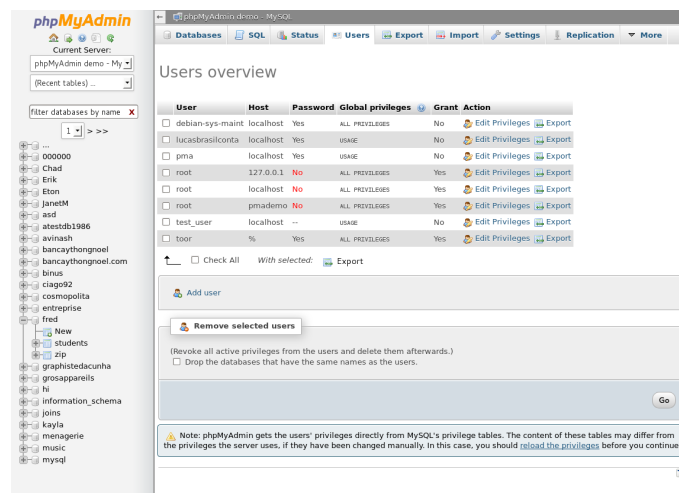 phpMyAdmin
Current Server:
phpMyAdmin demo - My
(Recent tables) ...
filter databases by name X
1 > >>
...
000000
Chad
Erik
Eton
JanetM
asd
atestdb1986
avinash
bancaythongnoel
bancaythongnoel.com
binus
ciago92
cosmopolita
entreprise
fred
New
students
zip
graphistedacunha
grosappareils
hi
information_schema
joins
kayla
menagerie
music
mysql
phpMyAdmin demo - MySQL
Databases SQL Status Users Export Import Settings Replication More
Users overview
User Host Password Global privileges Grant Action
debian-sys-maint localhost Yes ALL PRIVILEGES No Edit Privileges Export
lucasbrasilconta localhost Yes USAGE No Edit Privileges Export
pma localhost Yes USAGE No Edit Privileges Export
root 127.0.0.1 No ALL PRIVILEGES Yes Edit Privileges Export
root localhost No ALL PRIVILEGES Yes Edit Privileges Export
root pmademo No ALL PRIVILEGES Yes Edit Privileges Export
test_user localhost -- USAGE No Edit Privileges Export
toor % Yes ALL PRIVILEGES Yes Edit Privileges Export
Check All With selected: Export
Add user
Remove selected users
(Revoke all active privileges from the users and delete them afterwards.)
Drop the databases that have the same names as the users.
Go
Note: phpMyAdmin gets the users' privileges directly from MySQL's privilege tables. The content of these tables may differ from
the privileges the server uses, if they have been changed manually. In this case, you should reload the privileges before you continue